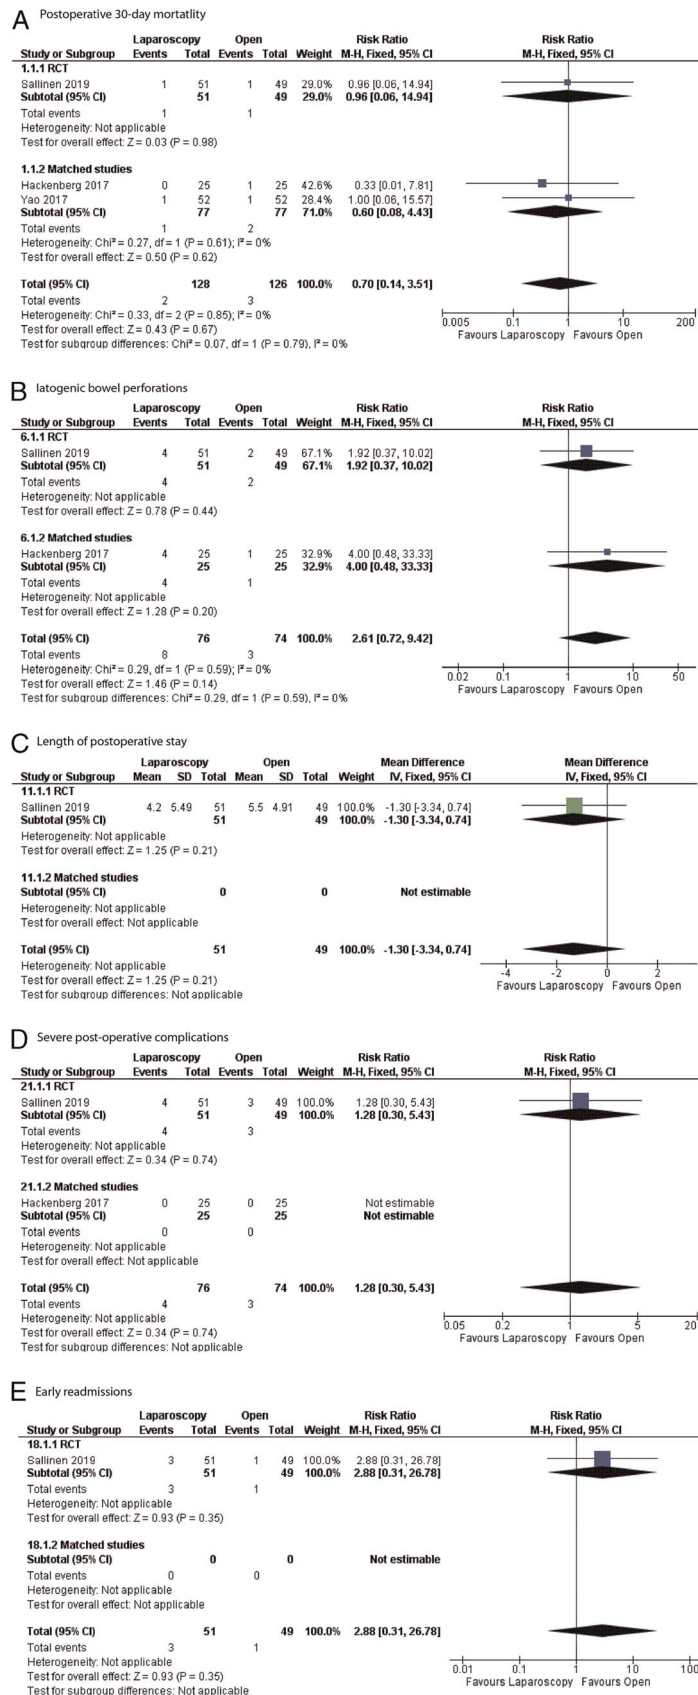 A Postoperative 30-day mortatlity
Laparoscopy Open Risk Ratio Risk Ratio
Study or Subgroup Events Total Events Total Weight M-H, Fixed, 95% CI M-H, Fixed, 95% CI
1.1.1 RCT
Sallinen 2019 1 51 1 49 29.0% 0.96 [0.06, 14.94]
Subtotal (95% CI) 51 49 29.0% 0.96 [0.06, 14.94]
Total events 1 1
Heterogeneity: Not applicable
Test for overall effect: Z = 0.03 (P = 0.98)
1.1.2 Matched studies
Hackenberg 2017 0 25 1 25 42.6% 0.33 [0.01, 7.81]
Yao 2017 1 52 1 52 28.4% 1.00 [0.06, 15.57]
Subtotal (95% CI) 77 77 71.0% 0.60 [0.08, 4.43]
Total events 1 2
Heterogeneity: Chi² = 0.27, df = 1 (P = 0.61); I² = 0%
Test for overall effect: Z = 0.50 (P = 0.62)
Total (95% CI) 128 126 100.0% 0.70 [0.14, 3.51]
Total events 2 3
Heterogeneity: Chi² = 0.33, df = 2 (P = 0.85); I² = 0%
Test for overall effect: Z = 0.43 (P = 0.67)
Test for subgroup differences: Chi² = 0.07, df = 1 (P = 0.79), I² = 0%
0.005 0.1 1 10 200
Favours Laparoscopy Favours Open
B Iatogenic bowel perforations
Laparoscopy Open Risk Ratio Risk Ratio
Study or Subgroup Events Total Events Total Weight M-H, Fixed, 95% CI M-H, Fixed, 95% CI
6.1.1 RCT
Sallinen 2019 4 51 2 49 67.1% 1.92 [0.37, 10.02]
Subtotal (95% CI) 51 49 67.1% 1.92 [0.37, 10.02]
Total events 4 2
Heterogeneity: Not applicable
Test for overall effect: Z = 0.78 (P = 0.44)
6.1.2 Matched studies
Hackenberg 2017 4 25 1 25 32.9% 4.00 [0.48, 33.33]
Subtotal (95% CI) 25 25 32.9% 4.00 [0.48, 33.33]
Total events 4 1
Heterogeneity: Not applicable
Test for overall effect: Z = 1.28 (P = 0.20)
Total (95% CI) 76 74 100.0% 2.61 [0.72, 9.42]
Total events 8 3
Heterogeneity: Chi² = 0.29, df = 1 (P = 0.59); I² = 0%
Test for overall effect: Z = 1.46 (P = 0.14)
Test for subgroup differences: Chi² = 0.29, df = 1 (P = 0.59), I² = 0%
0.02 0.1 1 10 50
Favours Laparoscopy Favours Open
C Length of postoperative stay
Laparoscopy Open Mean Difference Mean Difference
Study or Subgroup Mean SD Total Mean SD Total Weight IV, Fixed, 95% CI IV, Fixed, 95% CI
11.1.1 RCT
Sallinen 2019 4.2 5.49 51 5.5 4.91 49 100.0% -1.30 [-3.34, 0.74]
Subtotal (95% CI) 51 49 100.0% -1.30 [-3.34, 0.74]
Heterogeneity: Not applicable
Test for overall effect: Z = 1.25 (P = 0.21)
11.1.2 Matched studies
Subtotal (95% CI) 0 0 Not estimable
Heterogeneity: Not applicable
Test for overall effect: Not applicable
Total (95% CI) 51 49 100.0% -1.30 [-3.34, 0.74]
Heterogeneity: Not applicable
Test for overall effect: Z = 1.25 (P = 0.21)
Test for subgroup differences: Not applicable
-4 -2 0 2
Favours Laparoscopy Favours Open
D Severe post-operative complications
Laparoscopy Open Risk Ratio Risk Ratio
Study or Subgroup Events Total Events Total Weight M-H, Fixed, 95% CI M-H, Fixed, 95% CI
21.1.1 RCT
Sallinen 2019 4 51 3 49 100.0% 1.28 [0.30, 5.43]
Subtotal (95% CI) 51 49 100.0% 1.28 [0.30, 5.43]
Total events 4 3
Heterogeneity: Not applicable
Test for overall effect: Z = 0.34 (P = 0.74)
21.1.2 Matched studies
Hackenberg 2017 0 25 0 25 Not estimable
Subtotal (95% CI) 25 25 Not estimable
Total events 0 0
Heterogeneity: Not applicable
Test for overall effect: Not applicable
Total (95% CI) 76 74 100.0% 1.28 [0.30, 5.43]
Total events 4 3
Heterogeneity: Not applicable
Test for overall effect: Z = 0.34 (P = 0.74)
Test for subgroup differences: Not applicable
0.05 0.2 1 5 20
Favours Laparoscopy Favours Open
E Early readmissions
Laparoscopy Open Risk Ratio Risk Ratio
Study or Subgroup Events Total Events Total Weight M-H, Fixed, 95% CI M-H, Fixed, 95% CI
18.1.1 RCT
Sallinen 2019 3 51 1 49 100.0% 2.88 [0.31, 26.78]
Subtotal (95% CI) 51 49 100.0% 2.88 [0.31, 26.78]
Total events 3 1
Heterogeneity: Not applicable
Test for overall effect: Z = 0.93 (P = 0.35)
18.1.2 Matched studies
Subtotal (95% CI) 0 0 Not estimable
Total events 0 0
Heterogeneity: Not applicable
Test for overall effect: Not applicable
Total (95% CI) 51 49 100.0% 2.88 [0.31, 26.78]
Total events 3 1
Heterogeneity: Not applicable
Test for overall effect: Z = 0.93 (P = 0.35)
Test for subgroup differences: Not applicable
0.01 0.1 1 10 100
Favours Laparoscopy Favours Open